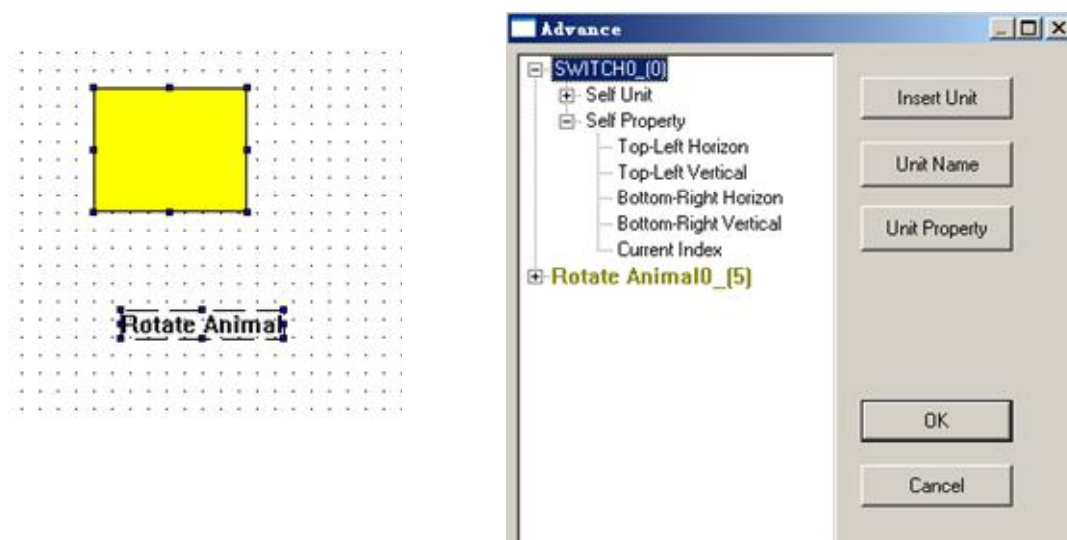 Rotate Animal
Advance
SWITCH0_(0)
Self Unit
Self Property
Top-Left Horizon
Top-Left Vertical
Bottom-Right Horizon
Bottom-Right Vertical
Current Index
Rotate Animal0_(5)
Insert Unit
Unit Name
Unit Property
OK
Cancel